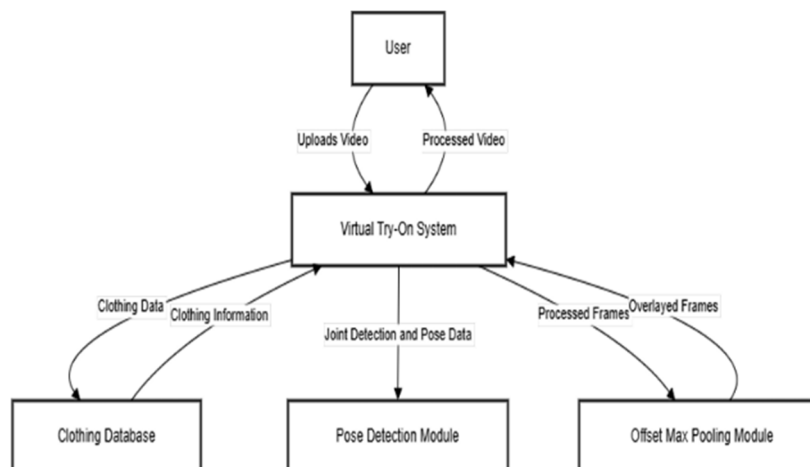 User
Uploads Video
Processed Video
Virtual Try-On System
Clothing Data
Clothing Information
Joint Detection and Pose Data
Processed Frames
Overlayed Frames
Clothing Database
Pose Detection Module
Offset Max Pooling Module